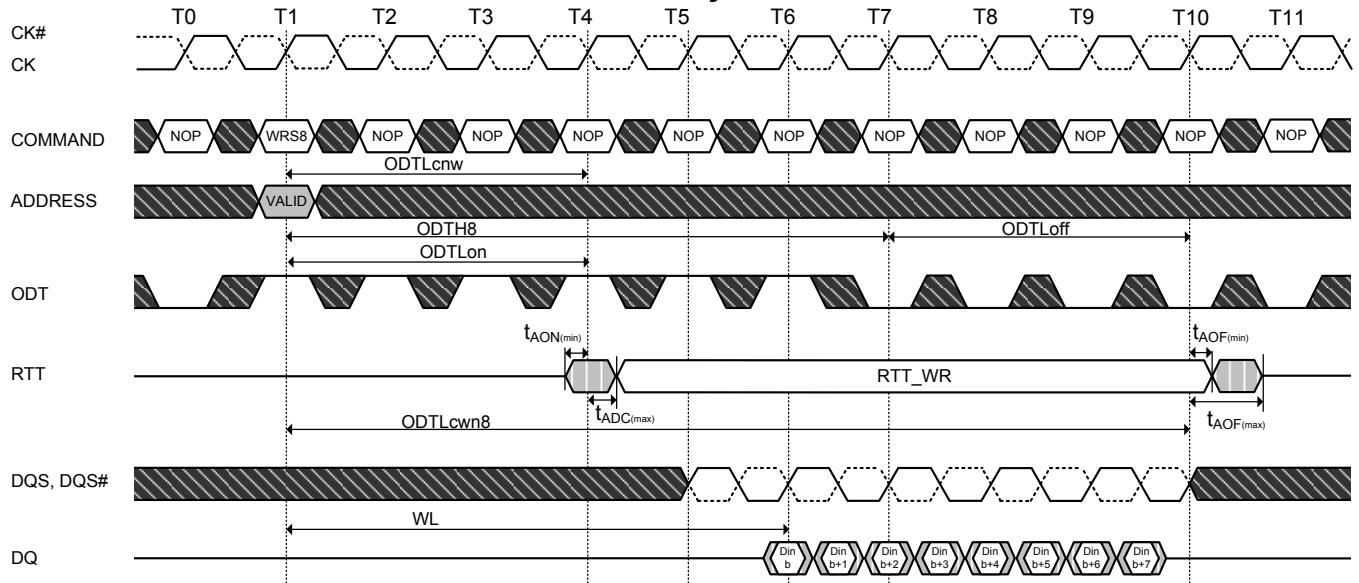 T0 T1 T2 T3 T4 T5 T6 T7 T8 T9 T10 T11
CK#
CK
COMMAND NOP WRS8 NOP NOP NOP NOP NOP NOP NOP NOP NOP NOP
ODTLcnw
ADDRESS VALID
ODTH8 ODTLoff
ODTLon
ODT
tAON(min) tAOF(min)
RTT RTT_WR
tADC(max) tAOF(max)
ODTLcwn8
DQS, DQS#
WL
DQ Din b Din b+1 Din b+2 Din b+3 Din b+4 Din b+5 Din b+6 Din b+7